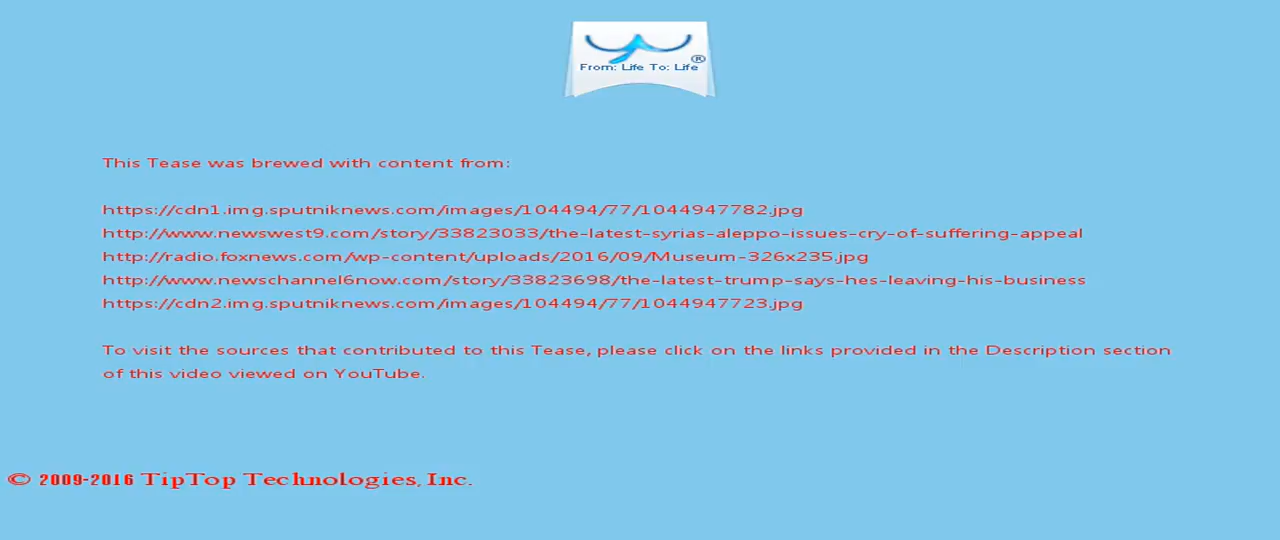 From: Life To: Life ®
This Tease was brewed with content from:
https://cdn1.img.sputniknews.com/images/104494/77/1044947782.jpg
http://www.newswest9.com/story/33823033/the-latest-syrias-aleppo-issues-cry-of-suffering-appeal
http://radio.foxnews.com/wp-content/uploads/2016/09/Museum-326x235.jpg
http://www.newschannel6now.com/story/33823698/the-latest-trump-says-hes-leaving-his-business
https://cdn2.img.sputniknews.com/images/104494/77/1044947723.jpg
To visit the sources that contributed to this Tease, please click on the links provided in the Description section
of this video viewed on YouTube.
© 2009-2016 TipTop Technologies, Inc.